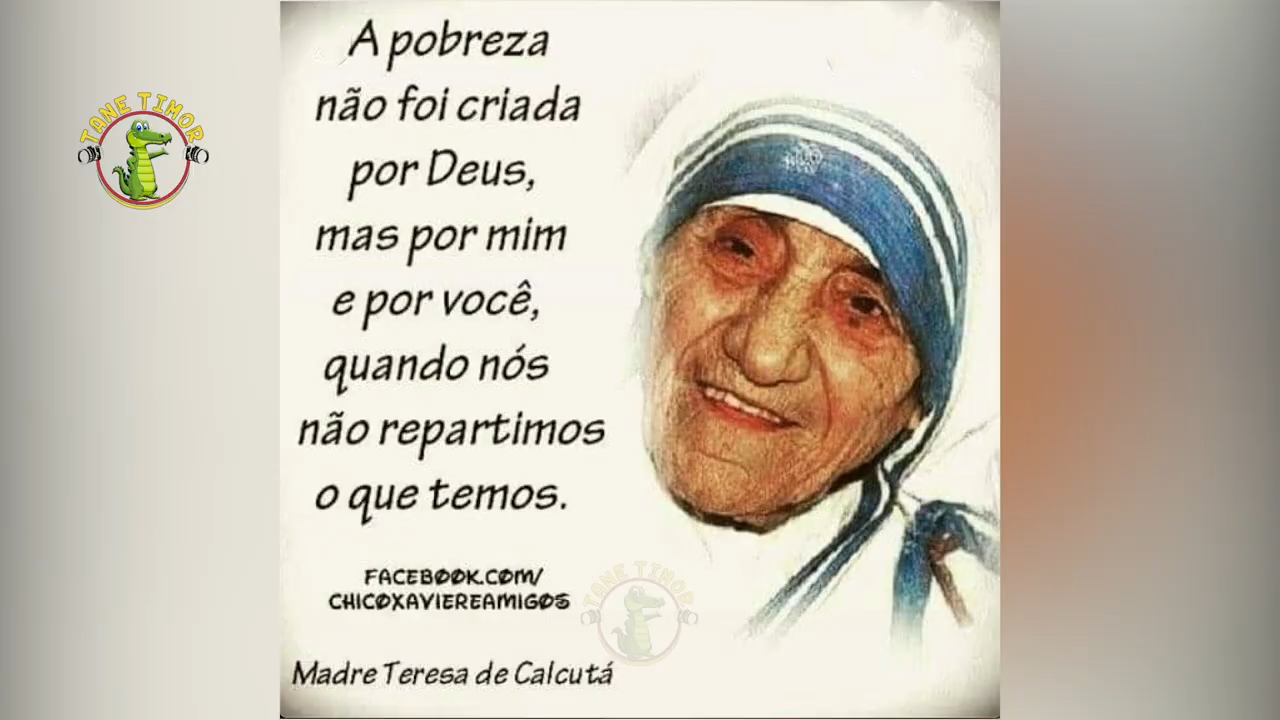 TANE TIMOR
A pobreza
não foi criada
por Deus,
mas por mim
e por você,
quando nós
não repartimos
o que temos.
FACEBOOK.COM/
CHICOXAVIEREAMIGOS
TANE TIMOR
Madre Teresa de Calcutá